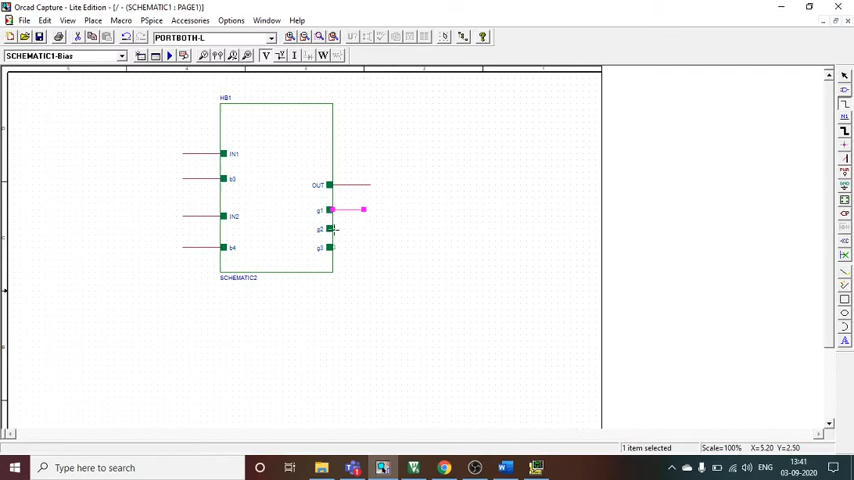 Orcad Capture - Lite Edition - [/ - (SCHEMATIC1 : PAGE1)]
File Edit View Place Macro PSpice Accessories Options Window Help
PORTBOTH-L
SCHEMATIC1-Bias V I W
HB1
IN1
b3
OUT
g1
IN2
g2
b4
g3
SCHEMATIC2
1 item selected Scale=100% X=5.20 Y=2.50
Type here to search
ENG
13:41
03-09-2020